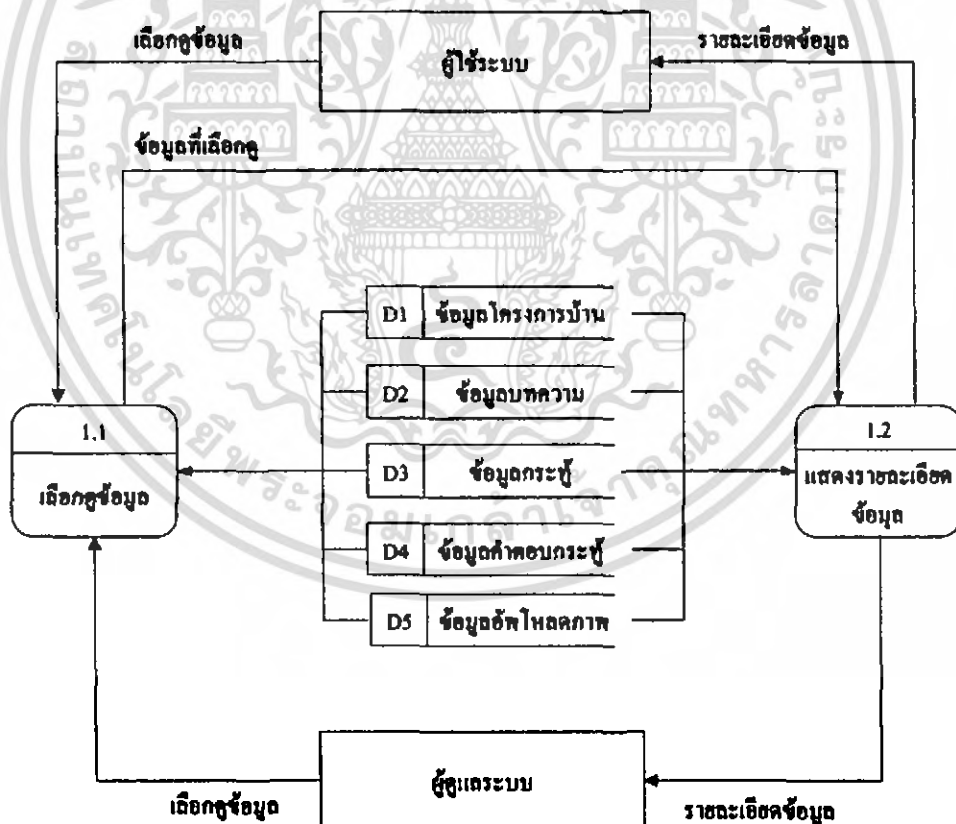 เลือกดูข้อมูล
ผู้ใช้ระบบ
รายละเอียดข้อมูล
ข้อมูลที่เลือกดู
D1 ข้อมูลโครงการบ้าน
D2 ข้อมูลบทความ
1.1
1.2
D3 ข้อมูลกระทู้
เลือกดูข้อมูล
แสดงรายละเอียด
ข้อมูล
D4 ข้อมูลคำตอบกระทู้
D5 ข้อมูลอัพโหลดภาพ
ผู้ดูแลระบบ
เลือกดูข้อมูล
รายละเอียดข้อมูล